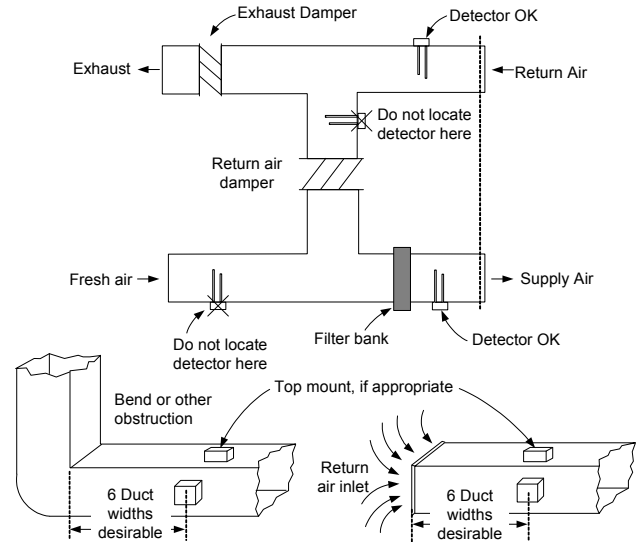 Exhaust Damper
Detector OK
Exhaust
Return Air
Do not locate
detector here
Return air
damper
Fresh air
Supply Air
Do not locate
detector here
Filter bank
Detector OK
Bend or other
obstruction
Top mount, if appropriate
Return
air inlet
6 Duct
widths
desirable
6 Duct
widths
desirable